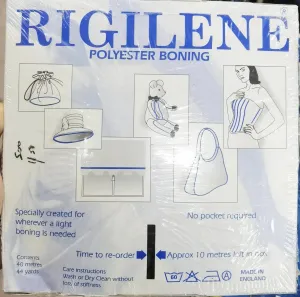 RIGILENE
POLYESTER BONING
Specially created for
wherever a light
boning is needed
No pocket required
Time to re-order
Approx 10 metres left in box
Contents
40 metres
44 yards
Care instructions
Wash or Dry Clean without
loss of stiffness
MADE IN
ENGLAND